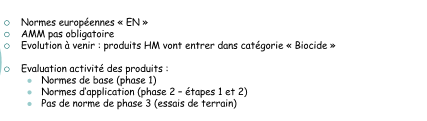 o Normes européennes « EN »
o AMM pas obligatoire
o Evolution à venir : produits HM vont entrer dans catégorie « Biocide »
o Evaluation activité des produits :
• Normes de base (phase 1)
• Normes d'application (phase 2 – étapes 1 et 2)
• Pas de norme de phase 3 (essais de terrain)